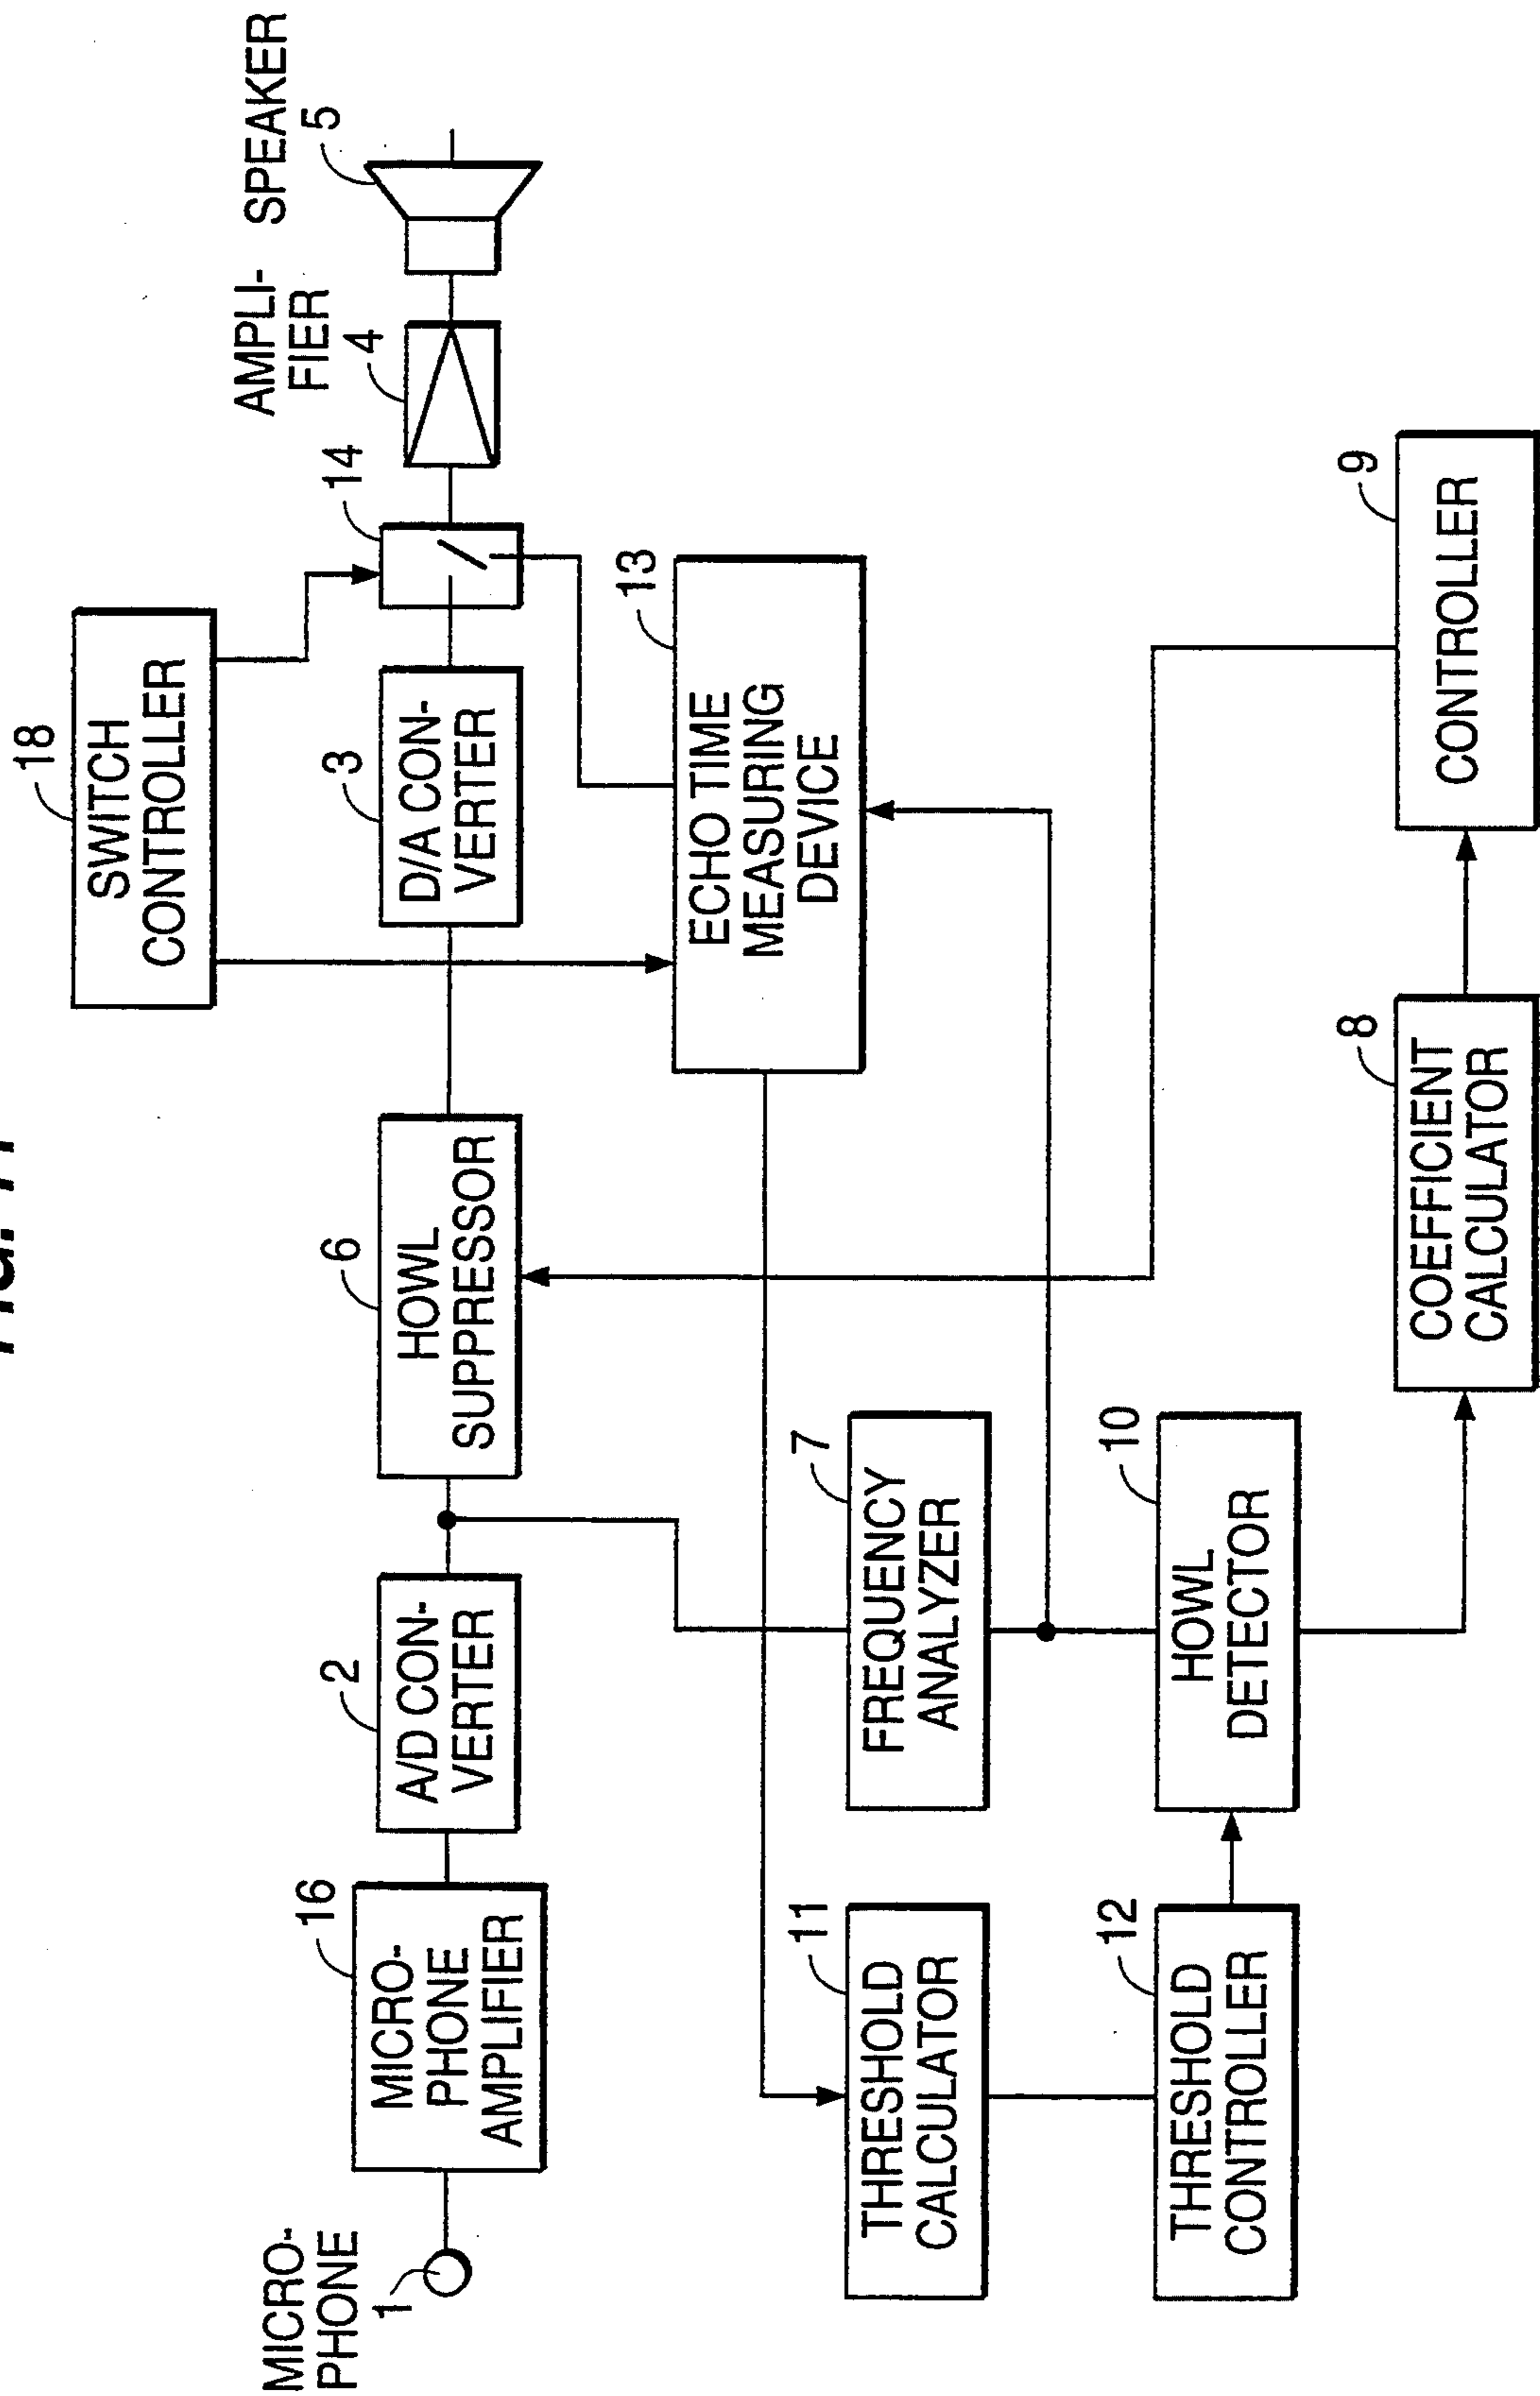 18
SWITCH
CONTROLLER
AMPLI-
FIER
4
SPEAKER
5
MICRO-
PHONE
1
16
MICRO-
PHONE
AMPLIFIER
2
A/D CON-
VERTER
6
HOWL
SUPPRESSOR
3
D/A CON-
VERTER
14
13
ECHO TIME
MEASURING
DEVICE
11
THRESHOLD
CALCULATOR
7
FREQUENCY
ANALYZER
12
THRESHOLD
CONTROLLER
10
HOWL
DETECTOR
8
COEFFICIENT
CALCULATOR
9
CONTROLLER